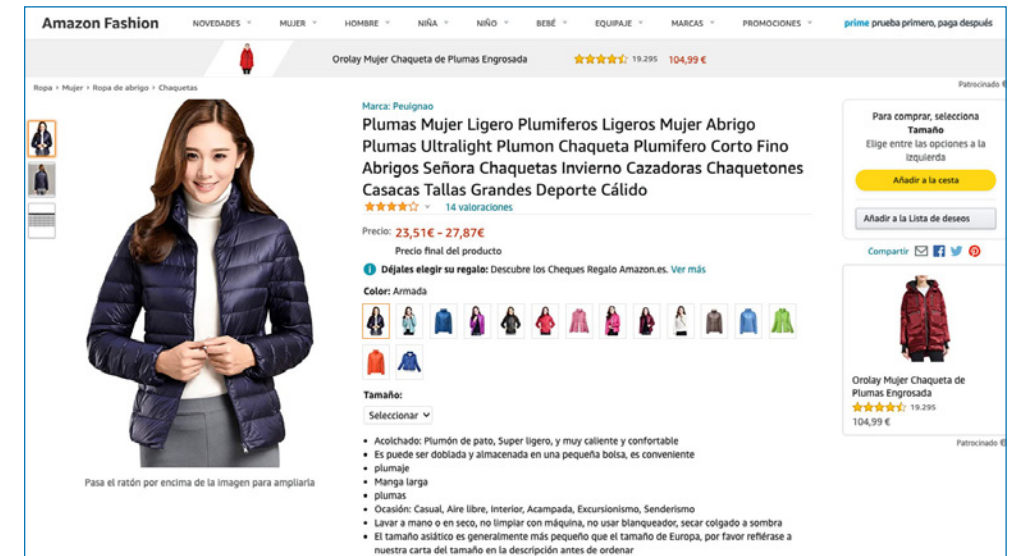 Amazon Fashion
NOVEDADES MUJER HOMBRE NIÑA NIÑO BEBÉ EQUIPAJE MARCAS PROMOCIONES prime prueba primero, paga después
Orolay Mujer Chaqueta de Plumas Engrosada 19.295 104,99 €
Ropa › Mujer › Ropa de abrigo › Chaquetas
Patrocinado
Marca: Peuignao
Plumas Mujer Ligero Plumiferos Ligeros Mujer Abrigo
Plumas Ultralight Plumon Chaqueta Plumifero Corto Fino
Abrigos Señora Chaquetas Invierno Cazadoras Chaquetones
Casacas Tallas Grandes Deporte Cálido
14 valoraciones
Precio: 23,51€ - 27,87€
Precio final del producto
Déjales elegir su regalo: Descubre los Cheques Regalo Amazon.es. Ver más
Color: Armada
Tamaño:
Seleccionar
• Acolchado: Plumón de pato, Super ligero, y muy caliente y confortable
• Es puede ser doblada y almacenada en una pequeña bolsa, es conveniente
• plumaje
• Manga larga
• plumas
• Ocasión: Casual, Aire libre, Interior, Acampada, Excursionismo, Senderismo
• Lavar a mano o en seco, no limpiar con máquina, no usar blanqueador, secar colgado a sombra
• El tamaño asiático es generalmente más pequeño que el tamaño de Europa, por favor refiérase a
nuestra carta del tamaño en la descripción antes de ordenar
Pasa el ratón por encima de la imagen para ampliarla
Para comprar, selecciona
Tamaño
Elige entre las opciones a la
izquierda
Añadir a la cesta
Añadir a la Lista de deseos
Compartir
Orolay Mujer Chaqueta de
Plumas Engrosada
19.295
104,99 €
Patrocinado